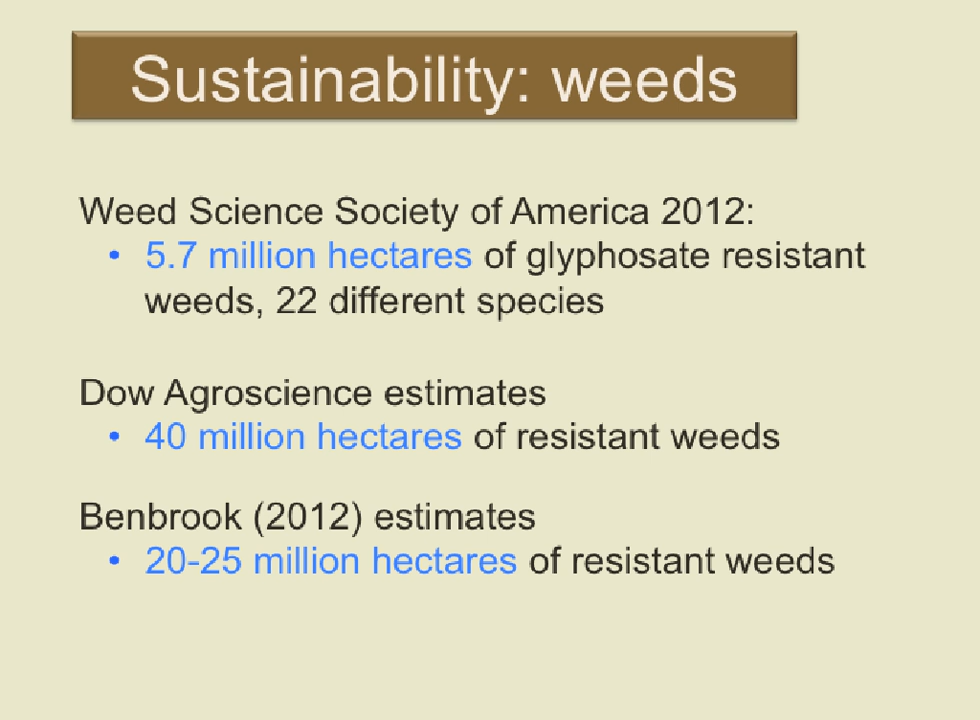 Sustainability: weeds
Weed Science Society of America 2012:
• 5.7 million hectares of glyphosate resistant
weeds, 22 different species
Dow Agroscience estimates
• 40 million hectares of resistant weeds
Benbrook (2012) estimates
• 20-25 million hectares of resistant weeds